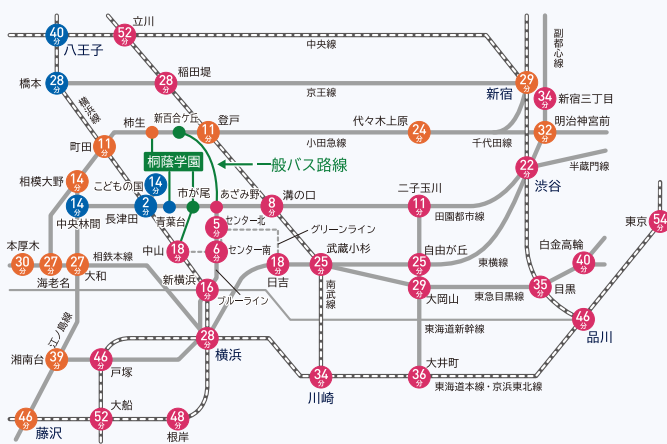 立川
52分
40分
八王子
中央線
副都心線
橋本
28分
稲田堤
28分
京王線
新宿
29分
34分
新宿三丁目
横浜線
柿生
新百合ケ丘
登戸
11分
代々木上原
24分
32分
明治神宮前
町田
11分
小田急線
千代田線
半蔵門線
桐蔭学園
一般バス路線
22分
渋谷
相模大野
14分
こどもの国
14分
市が尾
あざみ野
溝の口
二子玉川
14分
中央林間
2分
長津田
青葉台
8分
11分
田園都市線
東京
54分
5分
センター北
グリーンライン
本厚木
30分
27分
海老名
27分
大和
相鉄本線
中山
18分
6分
センター南
武蔵小杉
自由が丘
白金高輪
40分
新横浜
ブルーライン
18分
日吉
25分
25分
東横線
16分
南武線
29分
大岡山
東急目黒線
35分
目黒
江ノ島線
東海道新幹線
46分
品川
28分
横浜
湘南台
39分
46分
戸塚
34分
川崎
大井町
36分
東海道本線・京浜東北線
46分
藤沢
大船
52分
48分
根岸